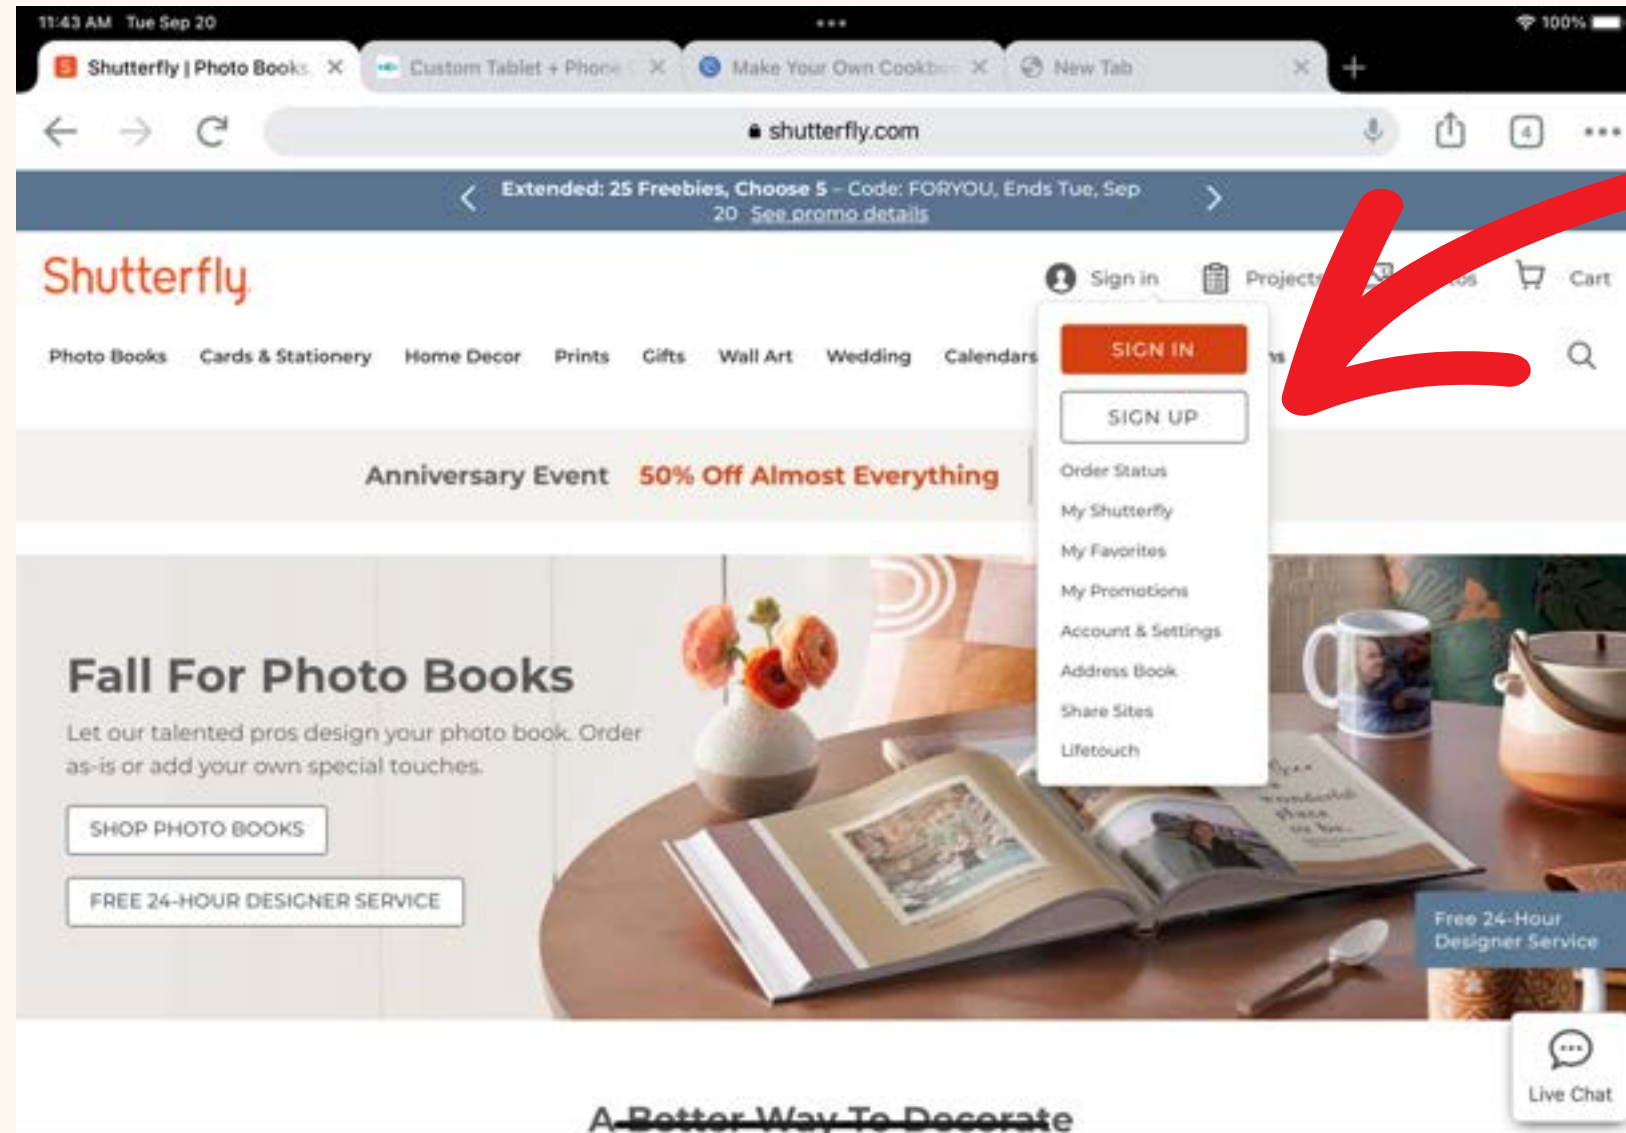 11:43 AM Tue Sep 20
100%
Shutterfly | Photo Books
Custom Tablet + Phone
Make Your Own
New Tab
shutterfly.com
4
Extended: 25 Freebies, Choose 5 – Code: FORYOU, Ends Tue, Sep
20 See promo details
Shutterfly
Sign in
Projects
Cart
Photo Books
Cards & Stationery
Home Decor
Prints
Gifts
Wall Art
Wedding
Calendars
SIGN IN
SIGN UP
Order Status
My Shutterfly
My Favorites
My Promotions
Account & Settings
Address Book
Share Sites
Lifetouch
Anniversary Event 50% Off Almost Everything
Fall For Photo Books
Let our talented pros design your photo book. Order
as-is or add your own special touches.
SHOP PHOTO BOOKS
FREE 24-HOUR DESIGNER SERVICE
wonderful
place
to be.
Free 24-Hour
Designer Service
Live Chat
A Better Way To Decorate